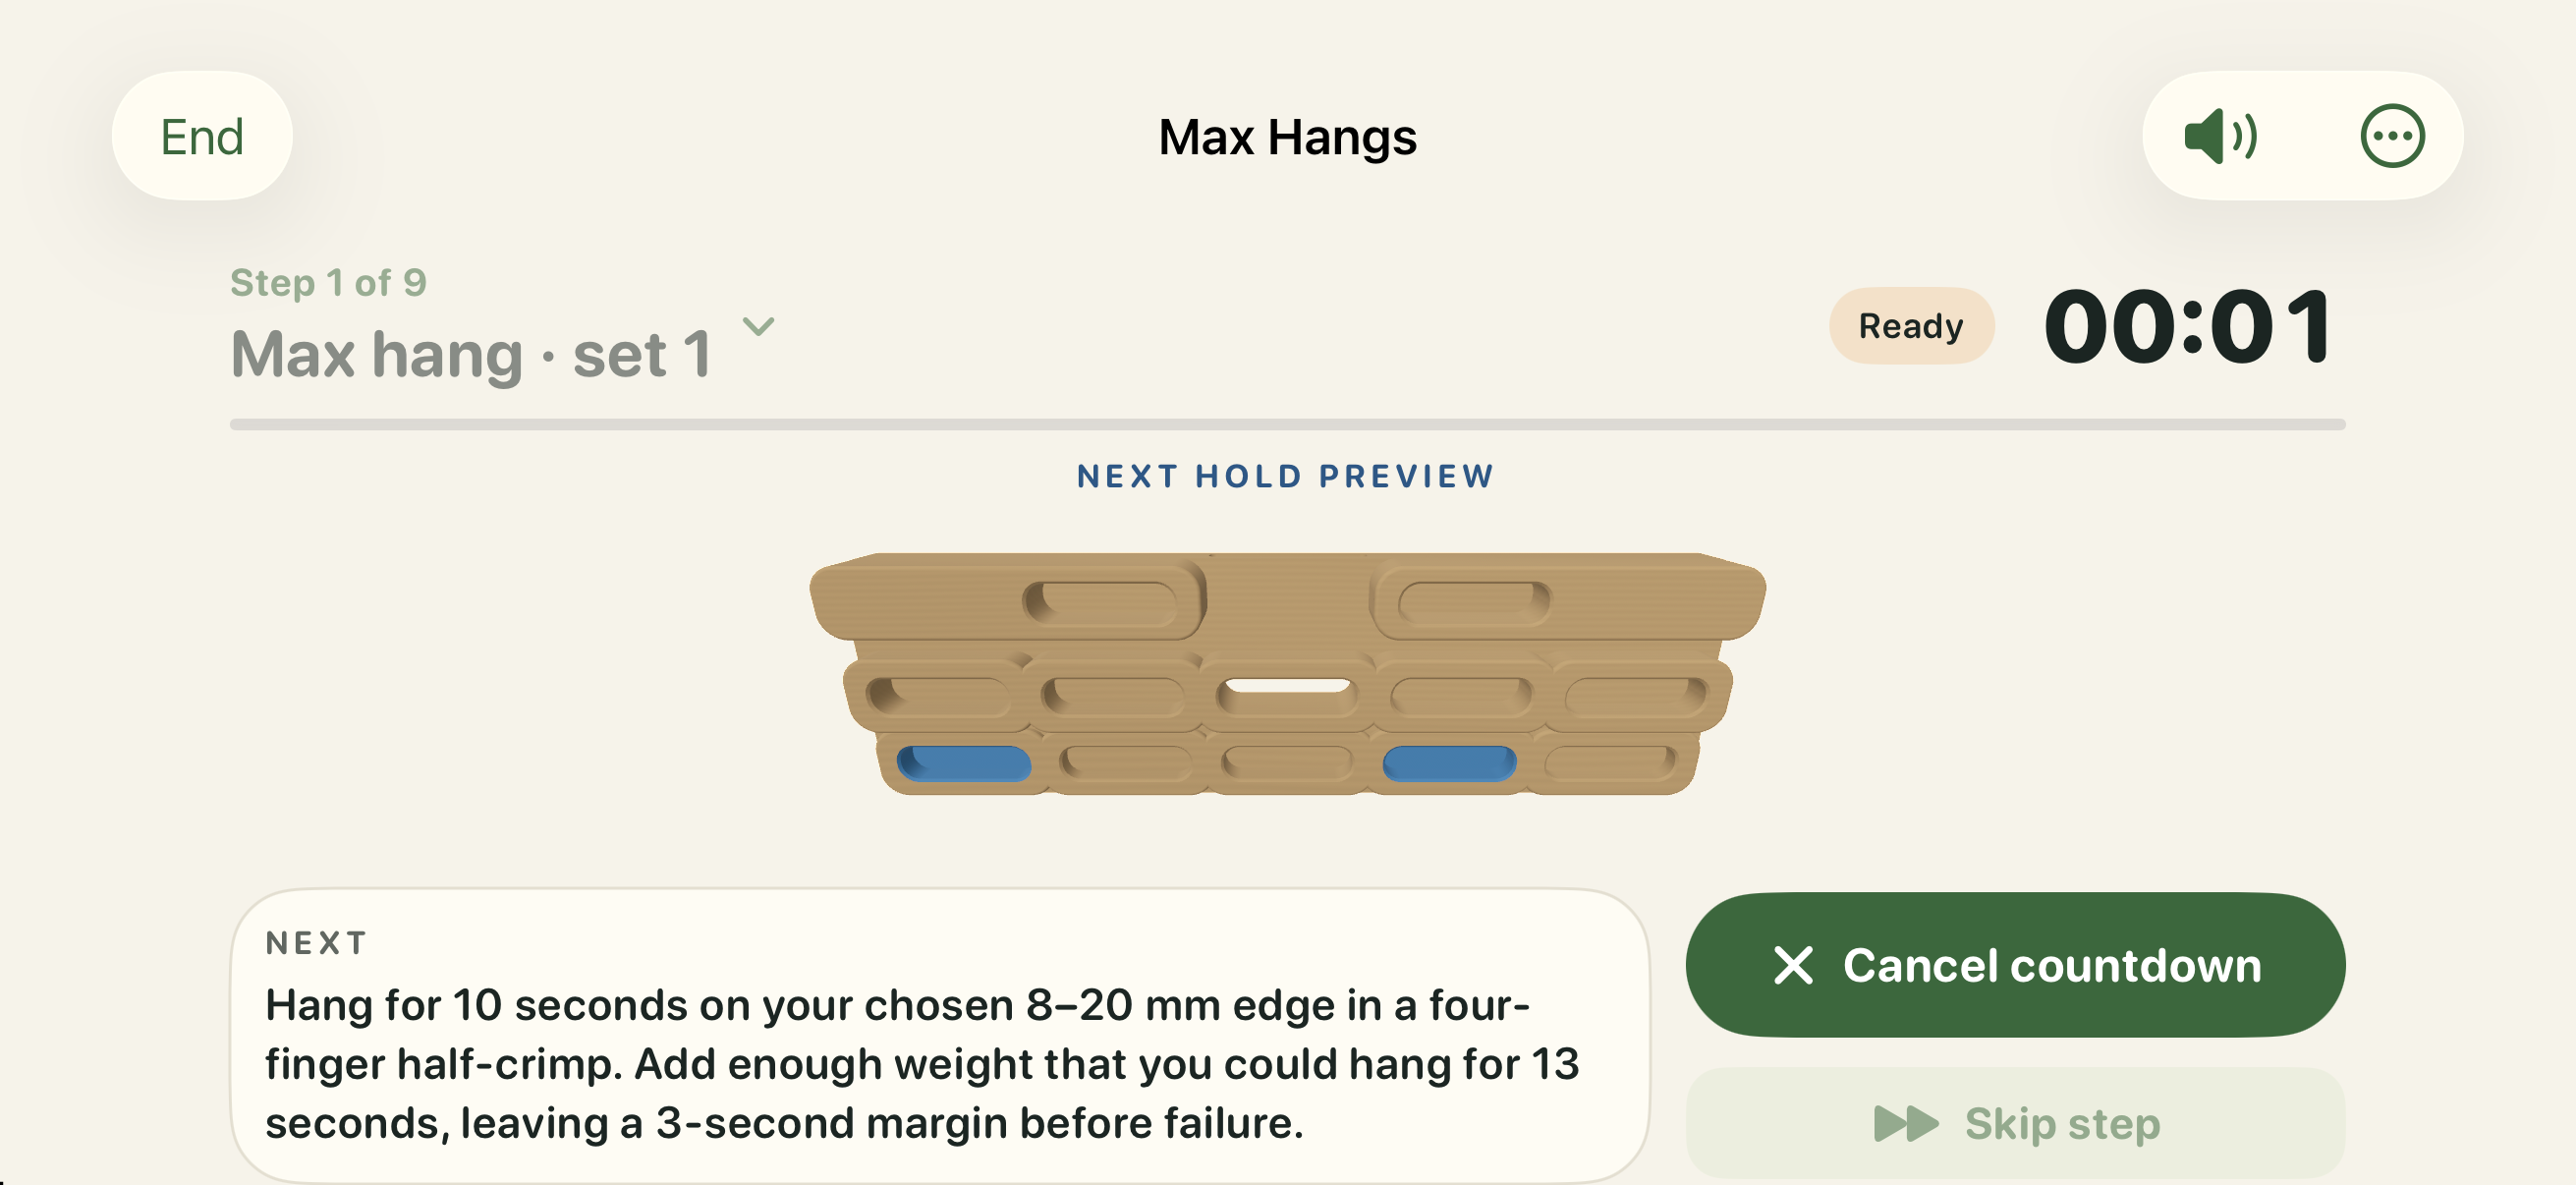 End
Max Hangs
Step 1 of 9
Max hang · set 1
Ready
00:01
NEXT HOLD PREVIEW
NEXT
Hang for 10 seconds on your chosen 8–20 mm edge in a four-
finger half-crimp. Add enough weight that you could hang for 13
seconds, leaving a 3-second margin before failure.
Cancel countdown
Skip step